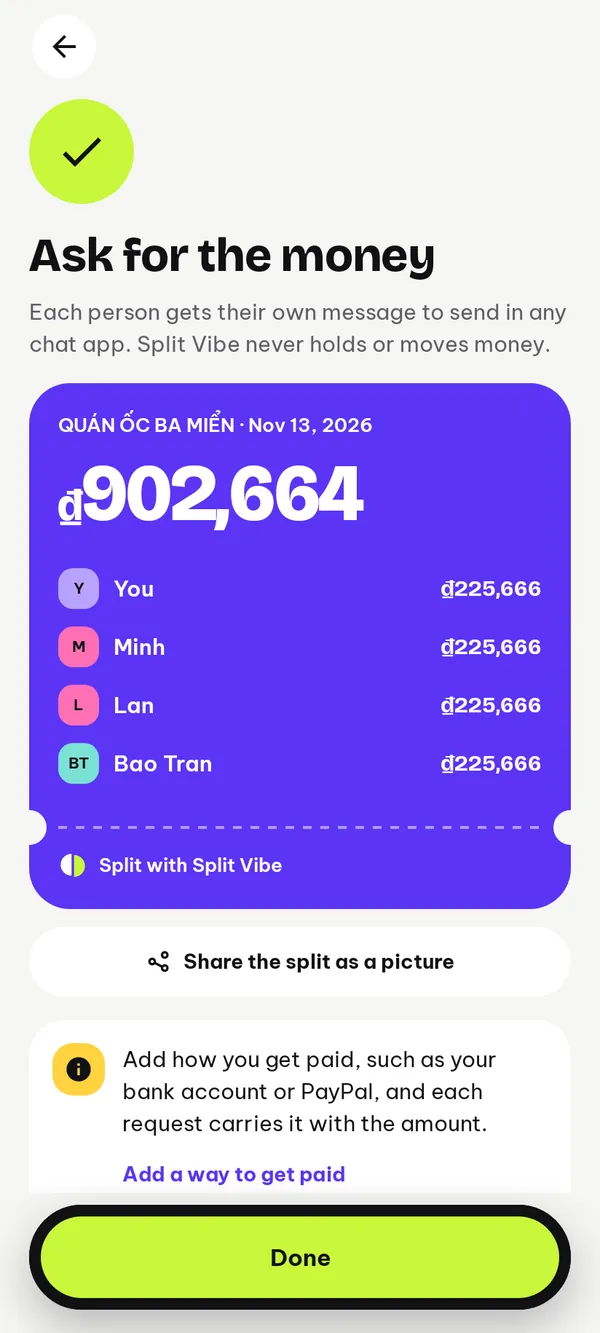 Ask for the money
Each person gets their own message to send in any
chat app. Split Vibe never holds or moves money.
QUÁN ỐC BA MIỂN · Nov 13, 2026
₫902,664
Y You ₫225,666
M Minh ₫225,666
L Lan ₫225,666
BT Bao Tran ₫225,666
Split with Split Vibe
Share the split as a picture
Add how you get paid, such as your
bank account or PayPal, and each
request carries it with the amount.
Add a way to get paid
Done